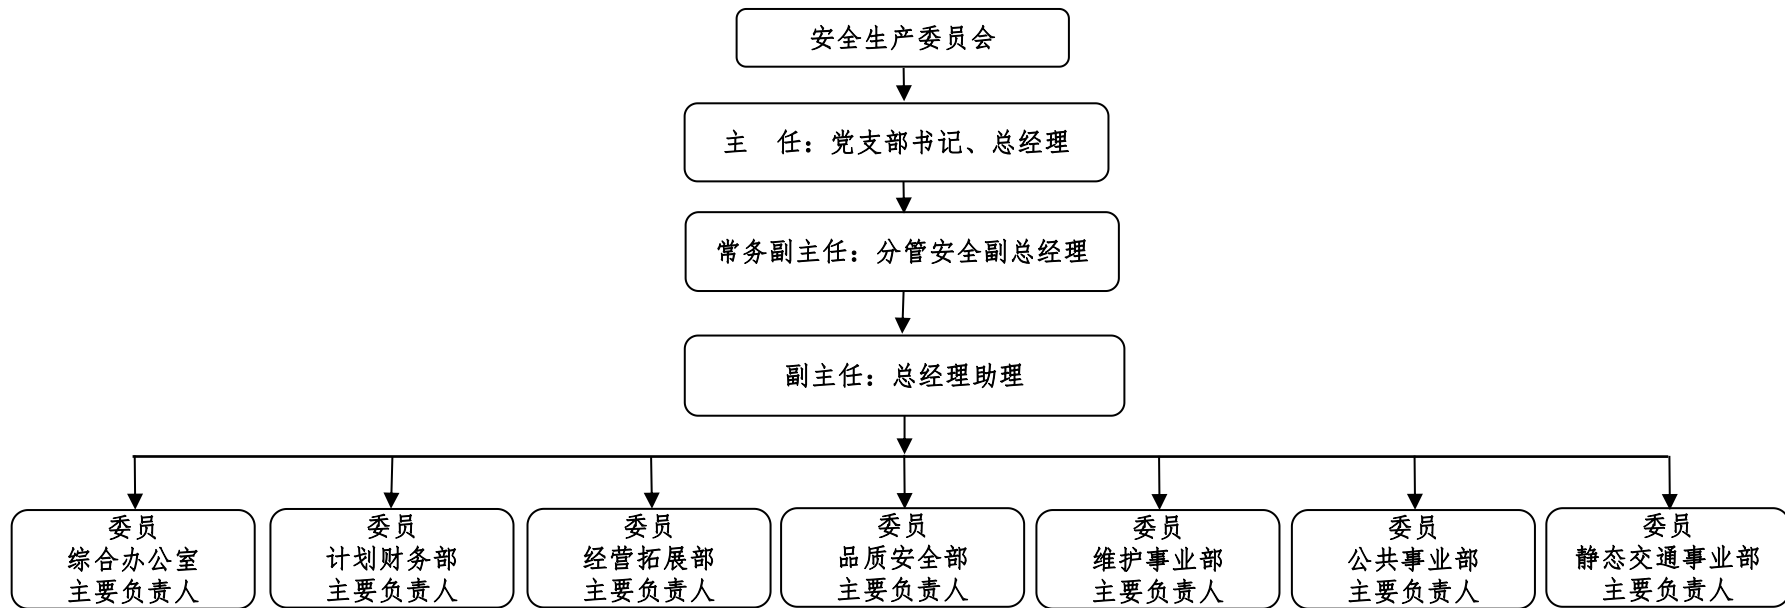 安全生产委员会
主　任：党支部书记、总经理
常务副主任：分管安全副总经理
副主任：总经理助理
委员
综合办公室
主要负责人
委员
计划财务部
主要负责人
委员
经营拓展部
主要负责人
委员
品质安全部
主要负责人
委员
维护事业部
主要负责人
委员
公共事业部
主要负责人
委员
静态交通事业部
主要负责人